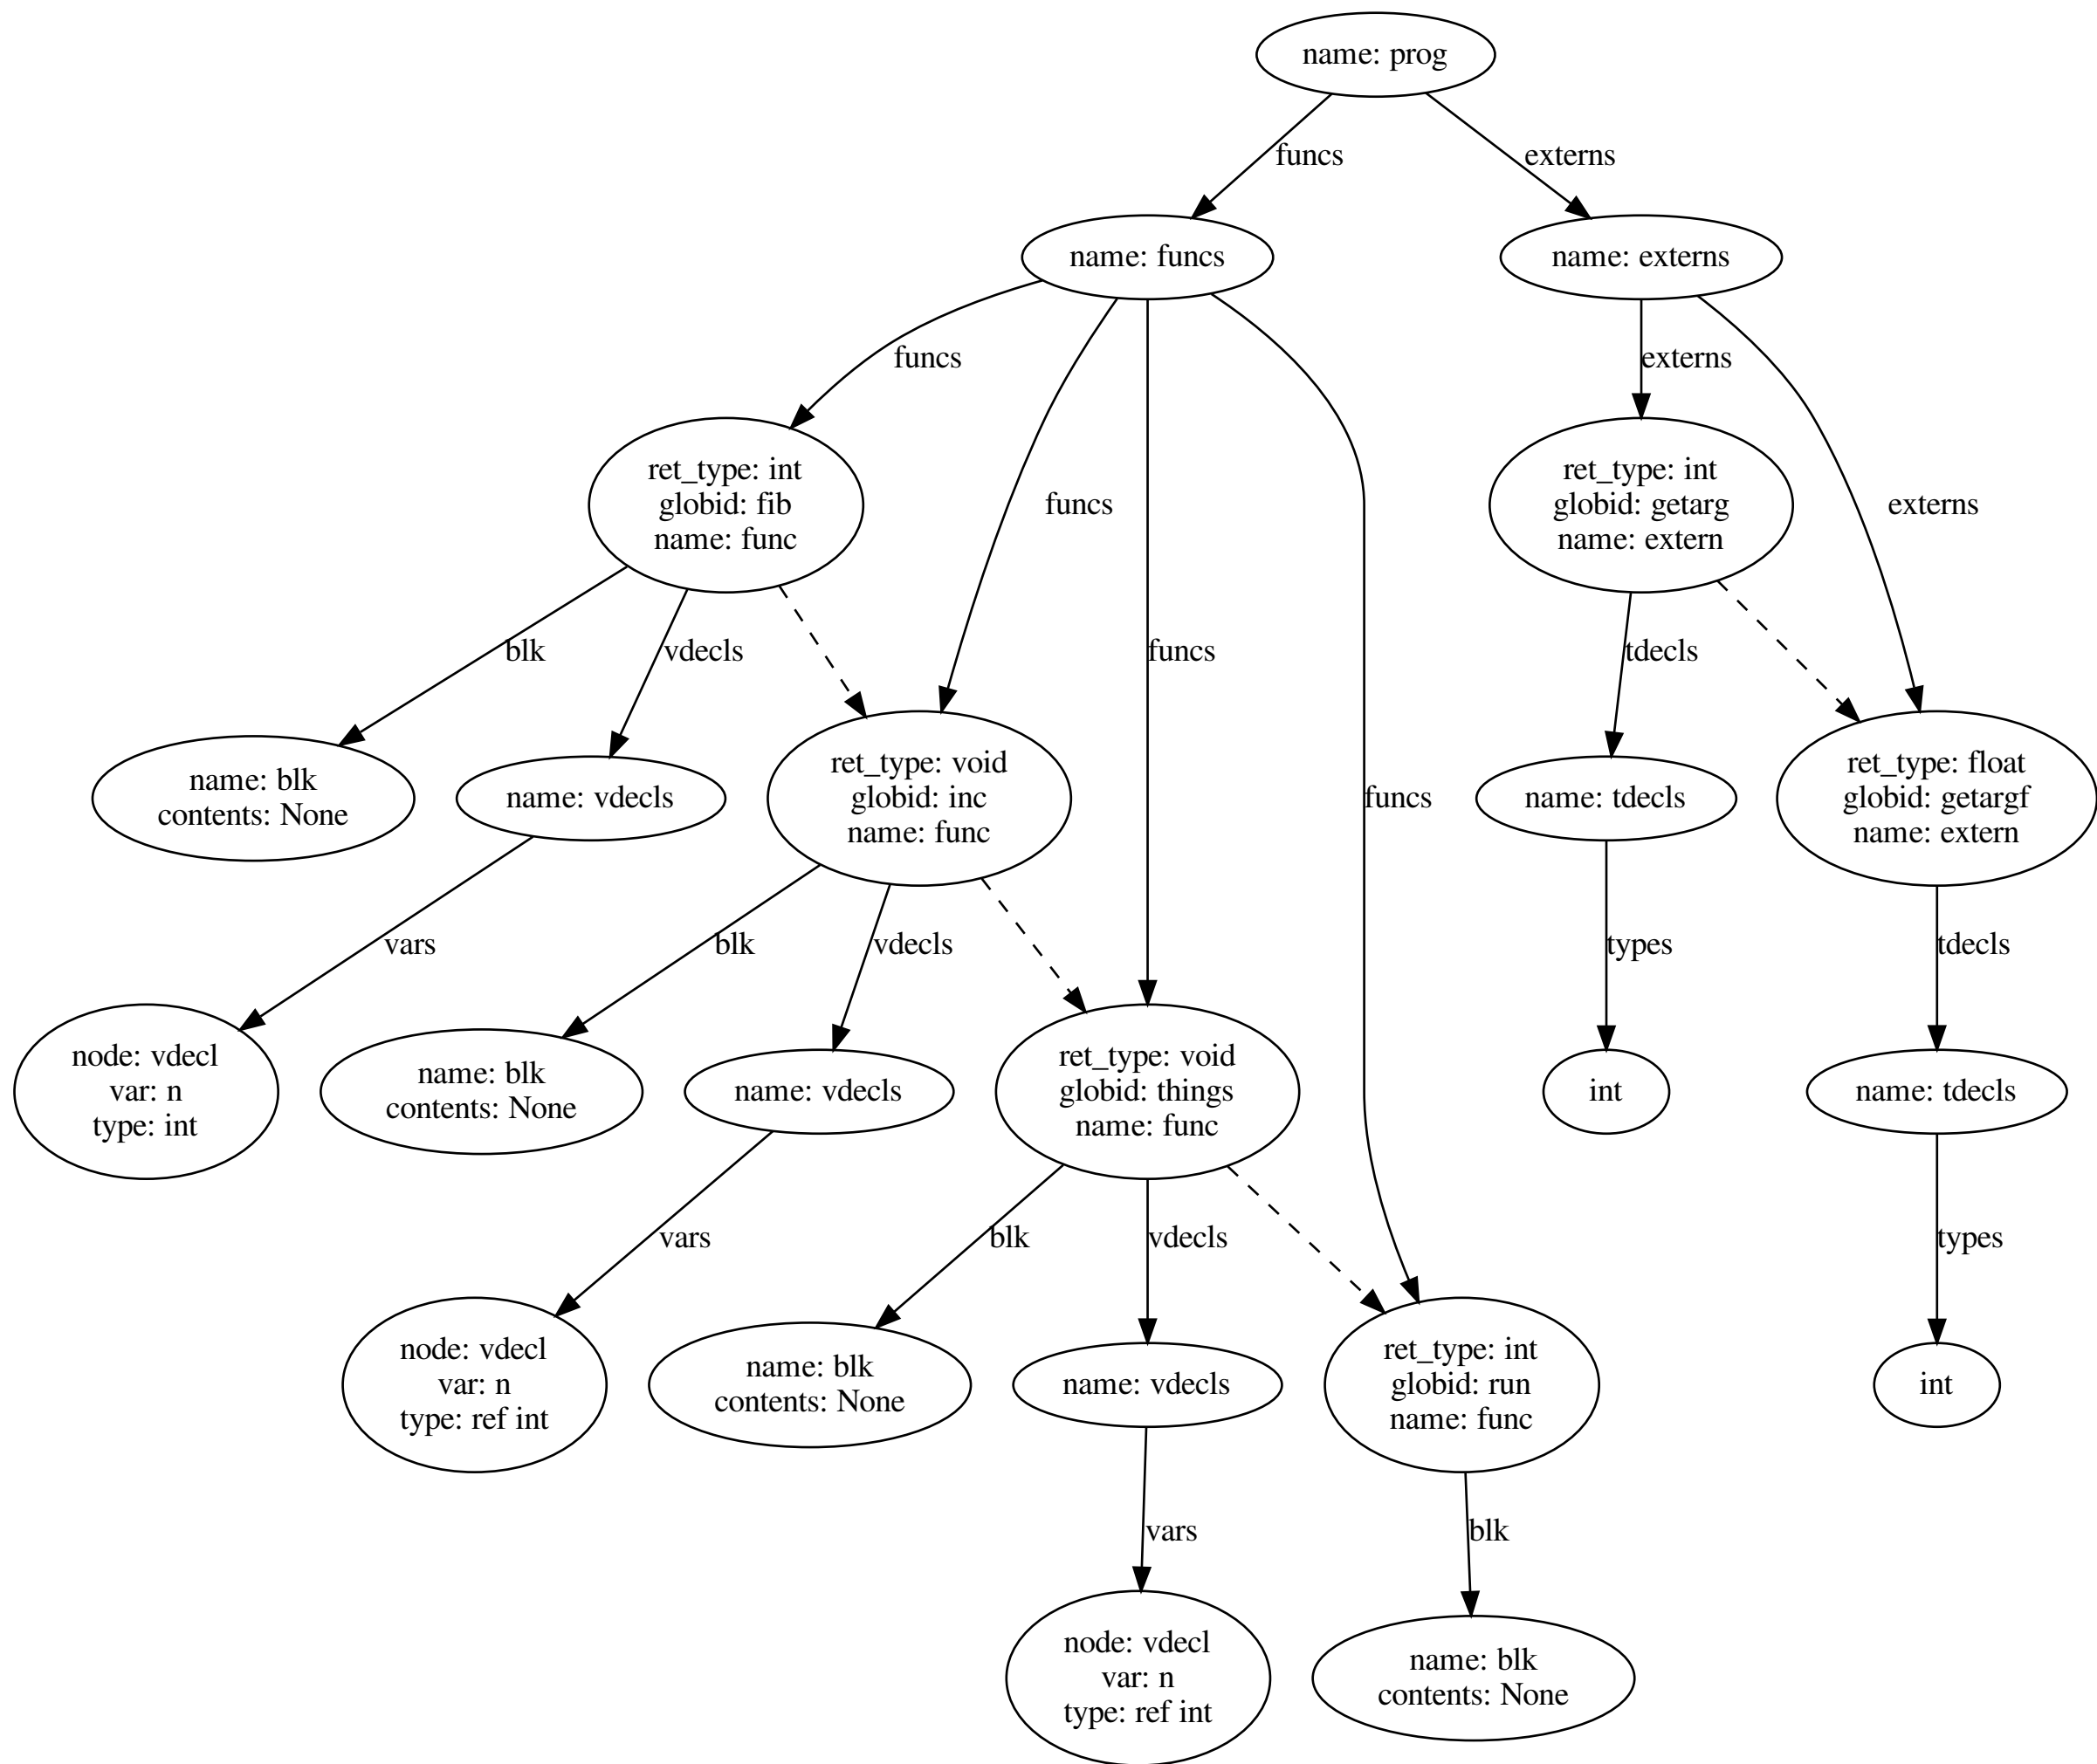 name: prog
funcs
externs
name: funcs
name: externs
funcs
externs
ret_type: int
globid: fib
name: func
funcs
ret_type: int
globid: getarg
name: extern
externs
blk
vdecls
funcs
tdecls
name: blk
contents: None
name: vdecls
ret_type: void
globid: inc
name: func
funcs
name: tdecls
ret_type: float
globid: getargf
name: extern
vars
blk
vdecls
types
tdecls
node: vdecl
var: n
type: int
name: blk
contents: None
name: vdecls
ret_type: void
globid: things
name: func
int
name: tdecls
vars
blk
vdecls
types
node: vdecl
var: n
type: ref int
name: blk
contents: None
name: vdecls
ret_type: int
globid: run
name: func
int
vars
blk
node: vdecl
var: n
type: ref int
name: blk
contents: None